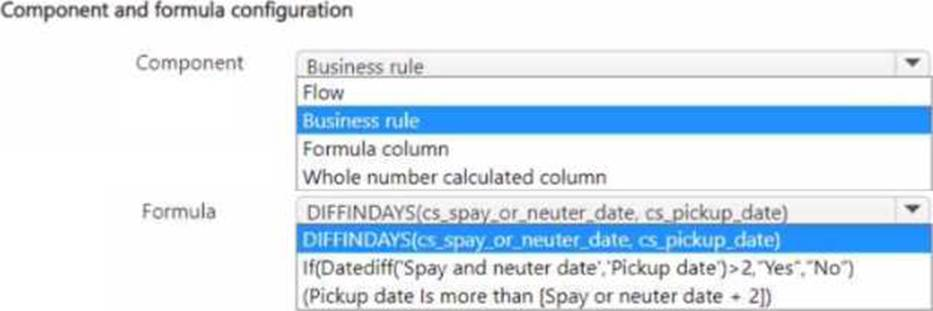 Component and formula configuration
Component
Business rule
Flow
Business rule
Formula column
Whole number calculated column
Formula
DIFFINDAYS(cs_spay_or_neuter_date, cs_pickup_date)
DIFFINDAYS(cs_spay_or_neuter_date, cs_pickup_date)
If(Datediff('Spay and neuter date','Pickup date')>2,"Yes","No")
(Pickup date Is more than [Spay or neuter date + 2])